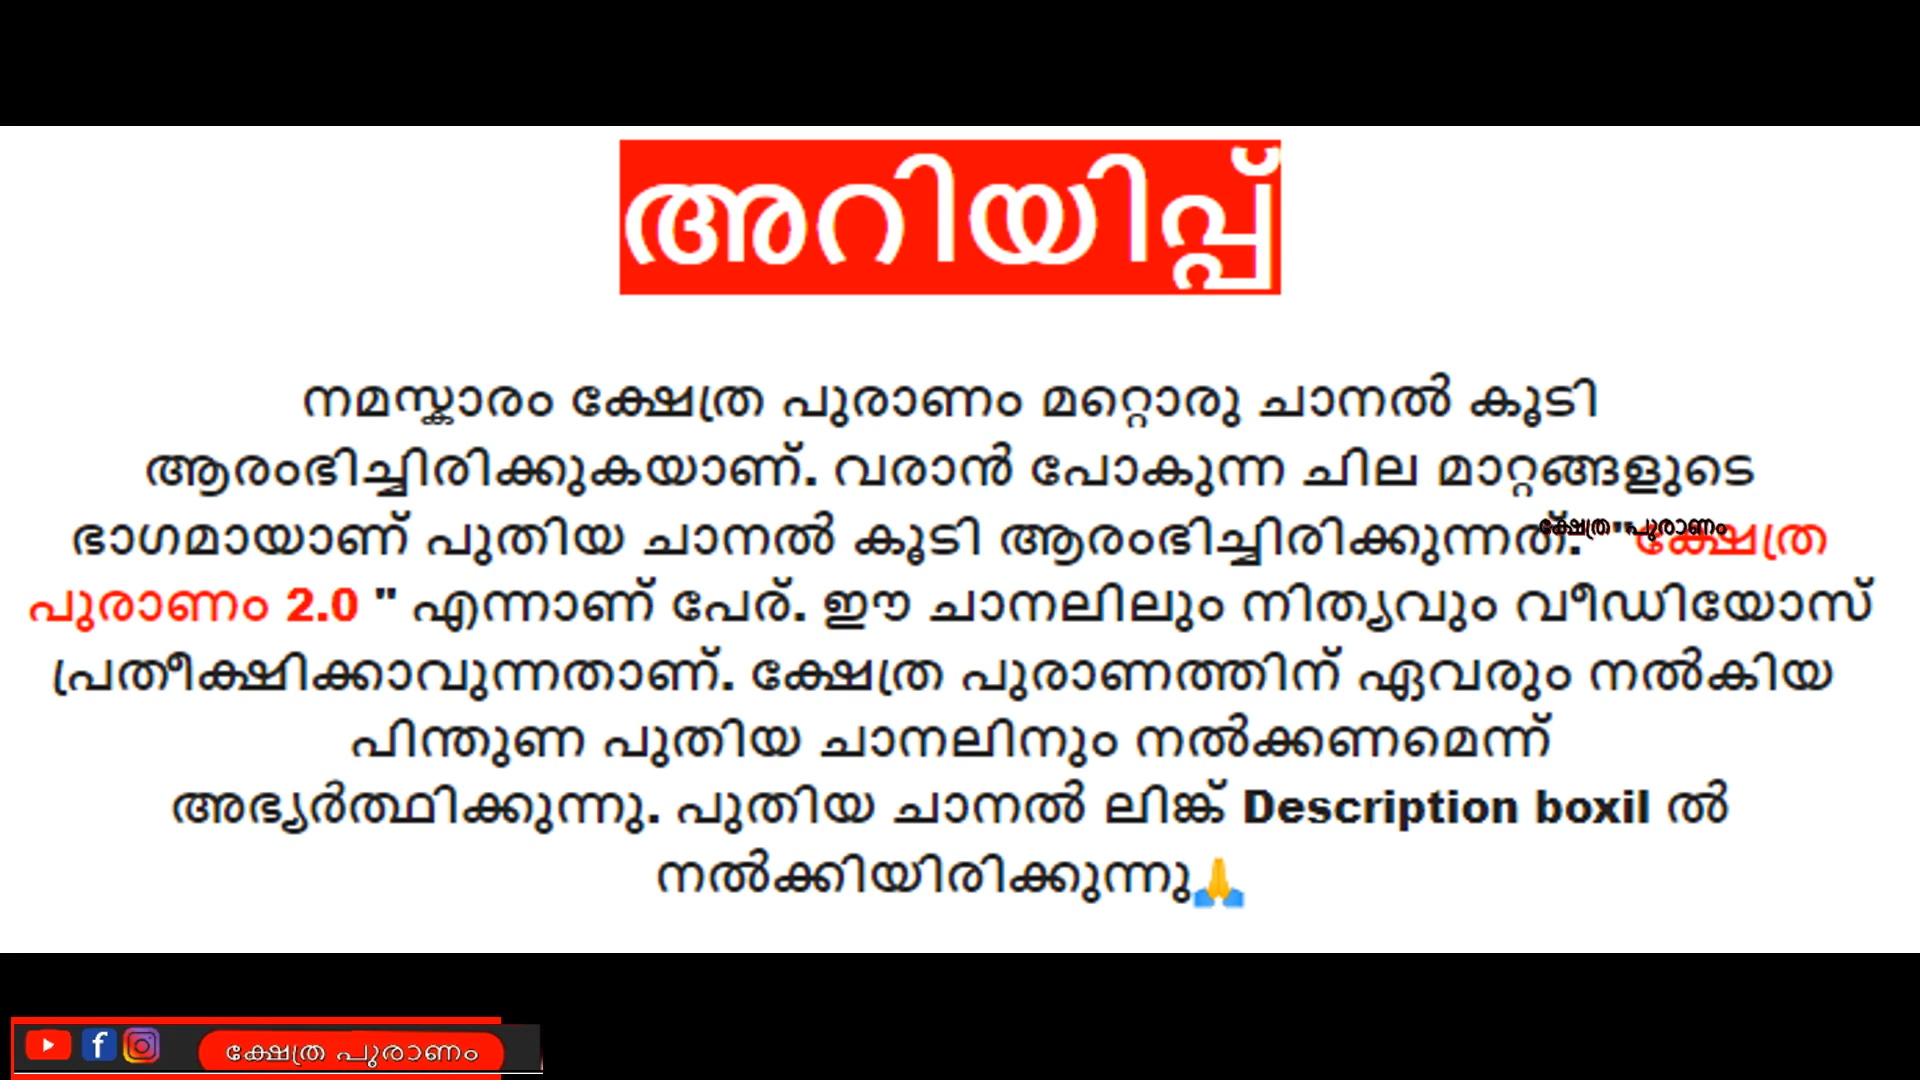 അറിയിപ്പ്
നമസ്കാരം ക്ഷേത്ര പുരാണം മറ്റൊരു ചാനൽ കൂടി
ആരംഭിച്ചിരിക്കുകയാണ്. വരാൻ പോകുന്ന ചില മാറ്റങ്ങളുടെ
ഭാഗമായാണ് പുതിയ ചാനൽ കൂടി ആരംഭിച്ചിരിക്കുന്നത്. "ക്ഷേത്ര
ക്ഷേത്ര പുരാണം
പുരാണം 2.0 " എന്നാണ് പേര്. ഈ ചാനലിലും നിത്യവും വീഡിയോസ്
പ്രതീക്ഷിക്കാവുന്നതാണ്. ക്ഷേത്ര പുരാണത്തിന് ഏവരും നൽകിയ
പിന്തുണ പുതിയ ചാനലിനും നൽക്കണമെന്ന്
അഭ്യർത്ഥിക്കുന്നു. പുതിയ ചാനൽ ലിങ്ക് Description boxil ൽ
നൽക്കിയിരിക്കുന്നു🙏
ക്ഷേത്ര പുരാണം